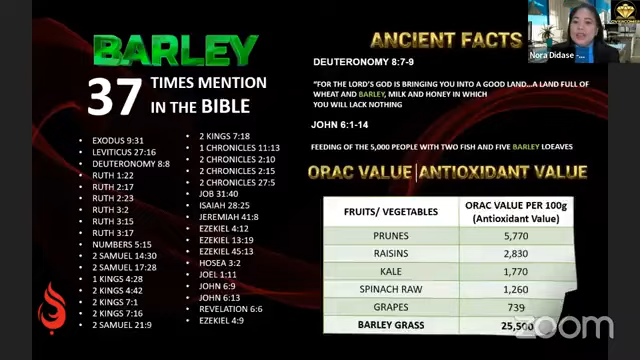 BARLEY
37 TIMES MENTION
IN THE BIBLE
EXODUS 9:31
LEVITICUS 27:16
DEUTERONOMY 8:8
RUTH 1:22
RUTH 2:17
RUTH 2:23
RUTH 3:2
RUTH 3:15
RUTH 3:17
NUMBERS 5:15
2 SAMUEL 14:30
2 SAMUEL 17:28
1 KINGS 4:28
2 KINGS 4:42
2 KINGS 7:1
2 KINGS 7:16
2 SAMUEL 21:9
2 KINGS 7:18
1 CHRONICLES 11:13
2 CHRONICLES 2:10
2 CHRONICLES 2:15
2 CHRONICLES 27:5
JOB 31:40
ISAIAH 28:25
JEREMIAH 41:8
EZEKIEL 4:12
EZEKIEL 13:19
EZEKIEL 45:13
HOSEA 3:2
JOEL 1:11
JOHN 6:9
JOHN 6:13
REVELATION 6:6
EZEKIEL 4:9
ANCIENT FACTS
DEUTERONOMY 8:7-9
"FOR THE LORD'S GOD IS BRINGING YOU INTO A GOOD LAND...A LAND FULL OF
WHEAT AND BARLEY, MILK AND HONEY IN WHICH
YOU WILL LACK NOTHING
JOHN 6:1-14
FEEDING OF THE 5,000 PEOPLE WITH TWO FISH AND FIVE BARLEY LOEAVES
ORAC VALUE|ANTIOXIDANT VALUE
FRUITS/ VEGETABLES ORAC VALUE PER 100g
(Antioxidant Value)
PRUNES 5,770
RAISINS 2,830
KALE 1,770
SPINACH RAW 1,260
GRAPES 739
BARLEY GRASS 25,500
zoom
Nora Didase -...